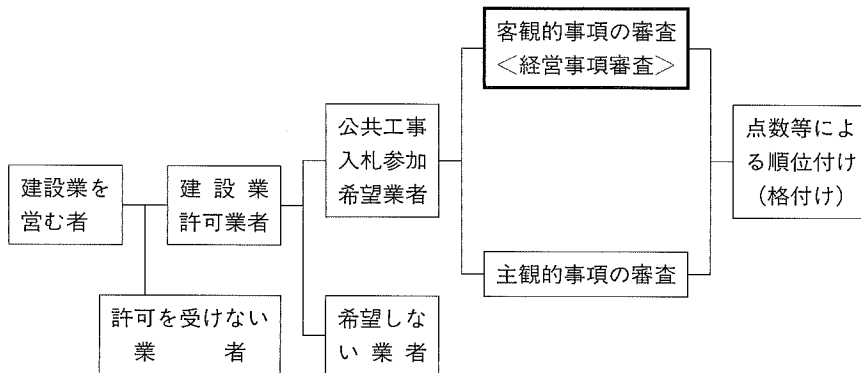 建設業を
営む者
許可を受けない
業者
建設業
許可業者
公共工事
入札参加
希望業者
希望しな
い業者
客観的事項の審査
<経営事項審査>
主観的事項の審査
点数等によ
る順位付け
(格付け)